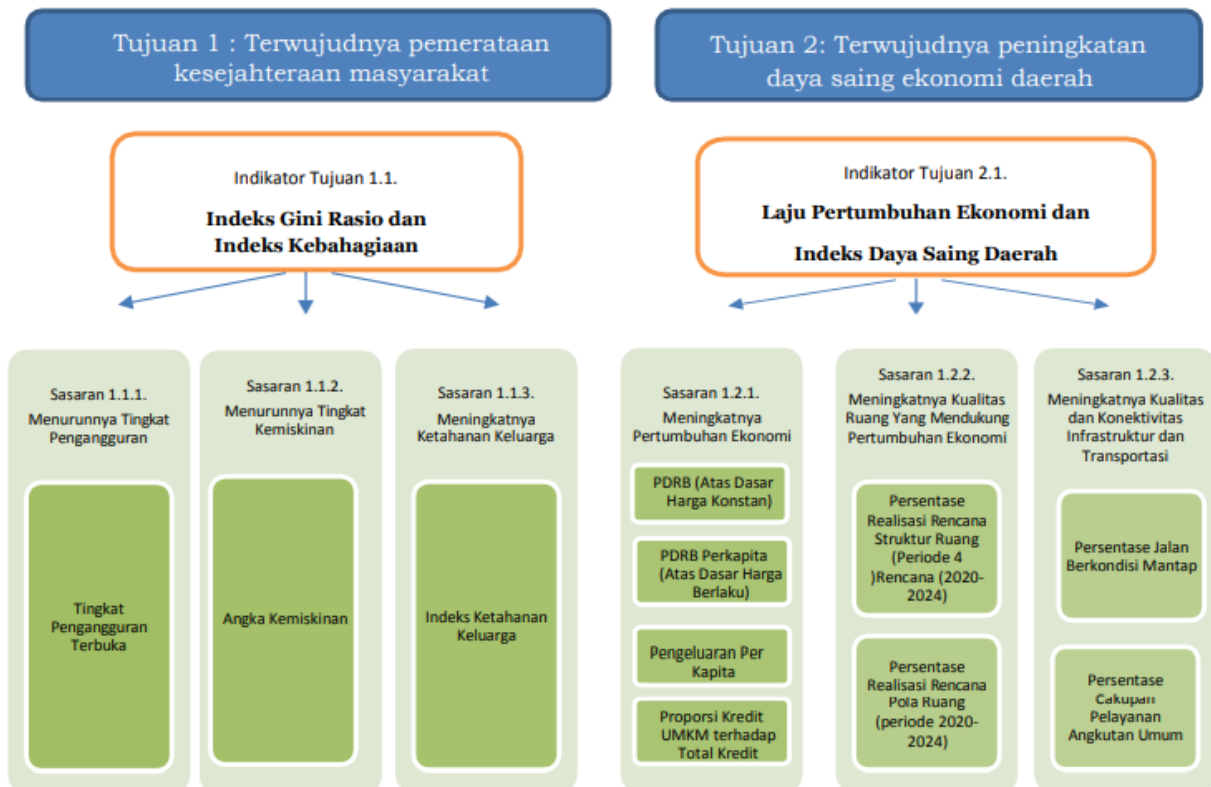 Tujuan 1 : Terwujudnya pemerataan
kesejahteraan masyarakat
Tujuan 2: Terwujudnya peningkatan
daya saing ekonomi daerah
Indikator Tujuan 1.1.
Indeks Gini Rasio dan
Indeks Kebahagiaan
Indikator Tujuan 2.1.
Laju Pertumbuhan Ekonomi dan
Indeks Daya Saing Daerah
Sasaran 1.1.1.
Menurunnya Tingkat
Pengangguran
Tingkat
Pengangguran
Terbuka
Sasaran 1.1.2.
Menurunnya Tingkat
Kemiskinan
Angka Kemiskinan
Sasaran 1.1.3.
Meningkatnya
Ketahanan Keluarga
Indeks Ketahanan
Keluarga
Sasaran 1.2.1.
Meningkatnya
Pertumbuhan Ekonomi
PDRB (Atas Dasar
Harga Konstan)
PDRB Perkapita
(Atas Dasar Harga
Berlaku)
Pengeluaran Per
Kapita
Proporsi Kredit
UMKM terhadap
Total Kredit
Sasaran 1.2.2.
Meningkatnya Kualitas
Ruang Yang Mendukung
Pertumbuhan Ekonomi
Persentase
Realisasi Rencana
Struktur Ruang
(Periode 4
)Rencana (2020-
2024)
Persentase
Realisasi Rencana
Pola Ruang
(periode 2020-
2024)
Sasaran 1.2.3.
Meningkatnya Kualitas
dan Konektivitas
Infrastruktur dan
Transportasi
Persentase Jalan
Berkondisi Mantap
Persentase
Cakupan
Pelayanan
Angkutan Umum